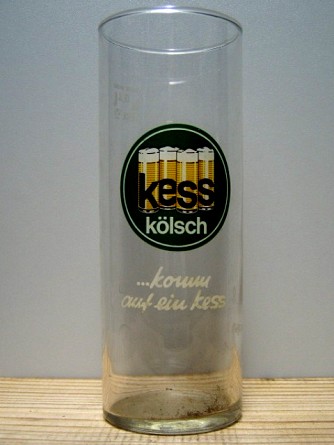 kess
kölsch
...komm
auf ein kess